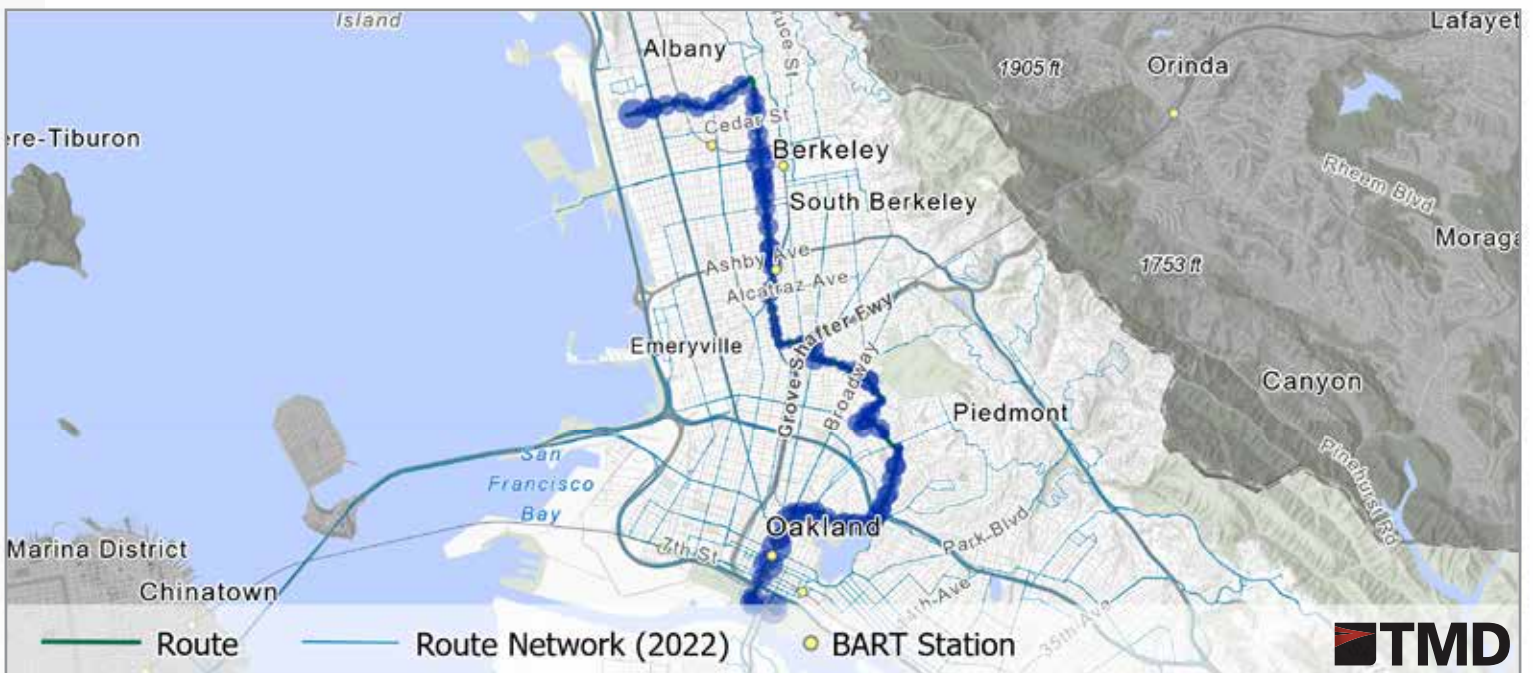 Island
Albany
ruce St
Lafayet
1905 ft
Orinda
ere-Tiburon
Cedar St
Berkeley
Rheem Blvd
South Berkeley
Moraga
Ashby Ave
1753 ft
Alcatraz Ave
Grove-Shafter Fwy
Emeryville
Broadway
Canyon
Piedmont
San
Francisco
Bay
Pinehurst Rd
Oakland
Park Blvd
Marina District
7th St
Chinatown
14th Ave
35th Ave
Route
Route Network (2022)
BART Station
TMD